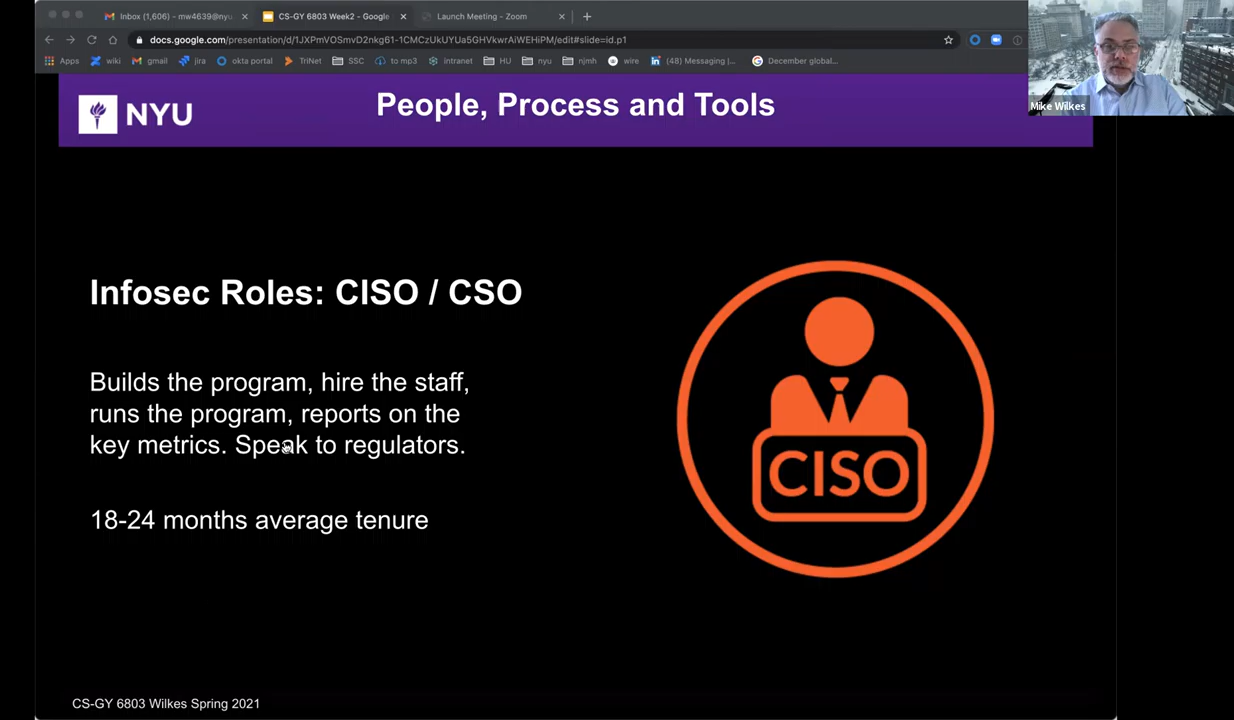 Inbox (1,606) - mw4639@nyu
CS-GY 6803 Week2 - Google
Launch Meeting - Zoom
docs.google.com/presentation/d/1JXPmVOSmvD2nkg61-1CMCzUkUYUa5GHVkwrAiWEHiPM/edit#slide=id.p1
Apps wiki gmail jira okta portal TriNet SSC to mp3 intranet HU nyu njmh wire (48) Messaging |... December global...
Mike Wilkes
NYU
People, Process and Tools
Infosec Roles: CISO / CSO
Builds the program, hire the staff,
runs the program, reports on the
key metrics. Speak to regulators.
18-24 months average tenure
CISO
CS-GY 6803 Wilkes Spring 2021